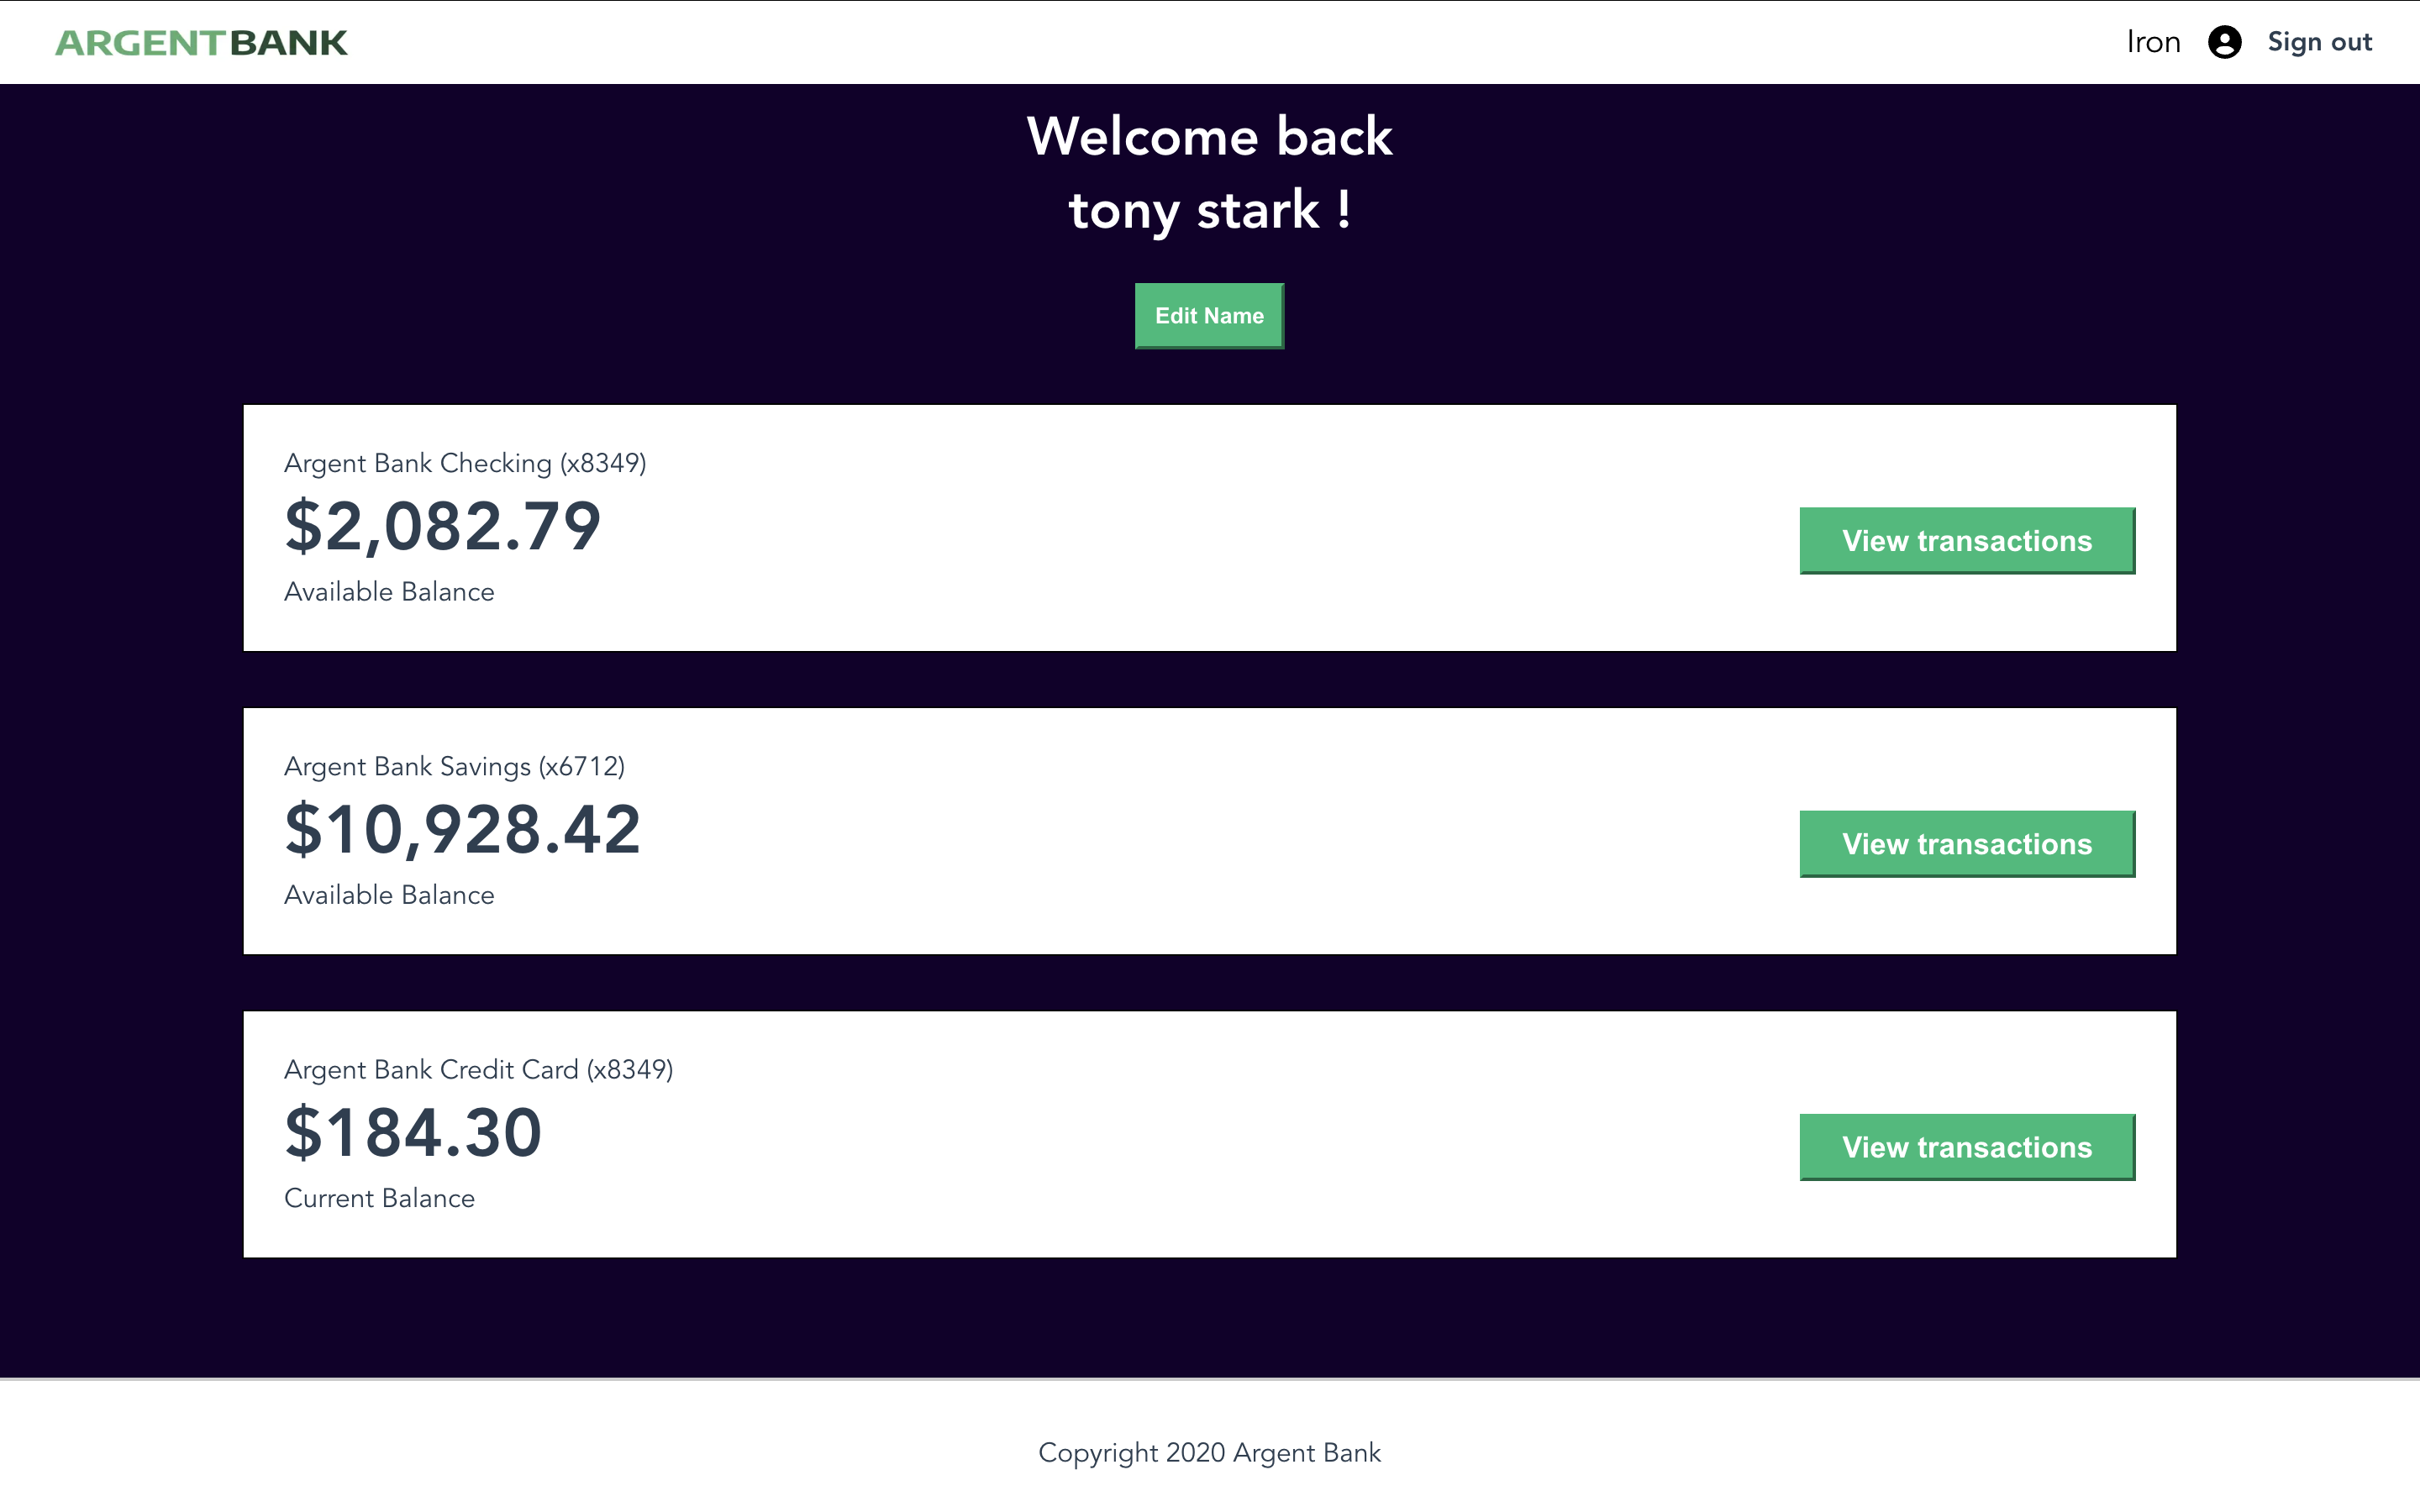 ARGENTBANK
Iron Sign out
Welcome back
tony stark !
Edit Name
Argent Bank Checking (x8349)
$2,082.79
Available Balance
View transactions
Argent Bank Savings (x6712)
$10,928.42
Available Balance
View transactions
Argent Bank Credit Card (x8349)
$184.30
Current Balance
View transactions
Copyright 2020 Argent Bank